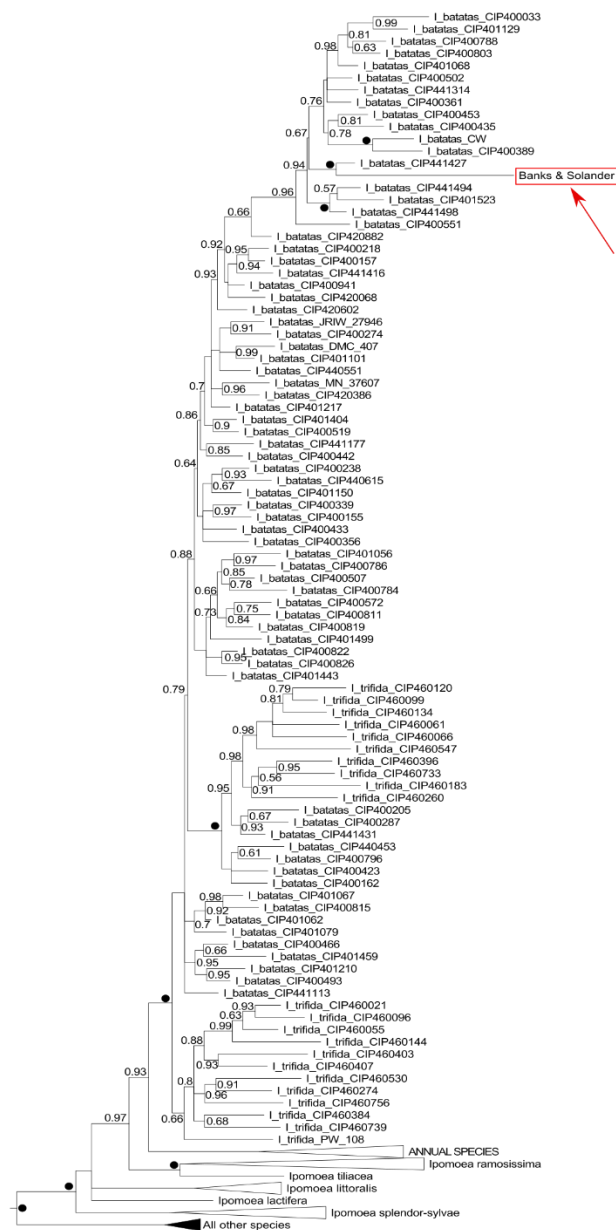 I_batatas_CIP400033
0.99
I_batatas_CIP401129
0.81
I_batatas_CIP400788
0.98
0.63
I_batatas_CIP400803
I_batatas_CIP401068
I_batatas_CIP400502
I_batatas_CIP441314
0.76
I_batatas_CIP400361
I_batatas_CIP400453
0.81
I_batatas_CIP400435
0.67
0.78
I_batatas_CW
I_batatas_CIP400389
0.94
I_batatas_CIP441427
Banks & Solander
0.96
0.57
I_batatas_CIP441494
I_batatas_CIP401523
I_batatas_CIP441498
0.66
I_batatas_CIP400551
I_batatas_CIP420882
0.92
0.95
I_batatas_CIP400218
I_batatas_CIP400157
0.94
I_batatas_CIP441416
0.93
I_batatas_CIP400941
I_batatas_CIP420068
I_batatas_CIP420602
I_batatas_JRIW_27946
0.91
I_batatas_CIP400274
I_batatas_DMC_407
0.99
I_batatas_CIP401101
I_batatas_CIP440551
0.7
I_batatas_MN_37607
0.96
I_batatas_CIP420386
I_batatas_CIP401217
0.86
I_batatas_CIP401404
0.9
I_batatas_CIP400519
I_batatas_CIP441177
0.85
I_batatas_CIP400442
0.64
I_batatas_CIP400238
0.93
I_batatas_CIP440615
0.67
I_batatas_CIP401150
I_batatas_CIP400339
0.97
I_batatas_CIP400155
I_batatas_CIP400433
I_batatas_CIP400356
0.88
I_batatas_CIP401056
0.97
I_batatas_CIP400786
0.85
I_batatas_CIP400507
0.78
I_batatas_CIP400784
0.66
I_batatas_CIP400572
0.75
0.73
I_batatas_CIP400811
0.84
I_batatas_CIP400819
I_batatas_CIP401499
I_batatas_CIP400822
0.95
I_batatas_CIP400826
I_batatas_CIP401443
0.79
0.79
I_trifida_CIP460120
0.81
I_trifida_CIP460099
I_trifida_CIP460134
I_trifida_CIP460061
0.98
I_trifida_CIP460066
I_trifida_CIP460547
0.98
I_trifida_CIP460396
0.95
I_trifida_CIP460733
0.56
I_trifida_CIP460183
0.95
0.91
I_trifida_CIP460260
I_batatas_CIP400205
0.67
I_batatas_CIP400287
0.93
I_batatas_CIP441431
I_batatas_CIP440453
0.61
I_batatas_CIP400796
I_batatas_CIP400423
I_batatas_CIP400162
0.98
I_batatas_CIP401067
0.92
I_batatas_CIP400815
0.7
I_batatas_CIP401062
I_batatas_CIP401079
I_batatas_CIP400466
0.66
I_batatas_CIP401459
0.95
I_batatas_CIP401210
0.95
I_batatas_CIP400493
I_batatas_CIP441113
0.93
I_trifida_CIP460021
0.63
I_trifida_CIP460096
0.99
I_trifida_CIP460055
0.88
I_trifida_CIP460144
I_trifida_CIP460403
0.93
0.93
I_trifida_CIP460407
0.8
I_trifida_CIP460530
0.91
I_trifida_CIP460274
0.96
I_trifida_CIP460756
0.66
I_trifida_CIP460384
0.68
I_trifida_CIP460739
0.97
I_trifida_PW_108
ANNUAL SPECIES
Ipomoea ramosissima
Ipomoea tiliacea
Ipomoea littoralis
Ipomoea lactifera
Ipomoea splendor-sylvae
All other species